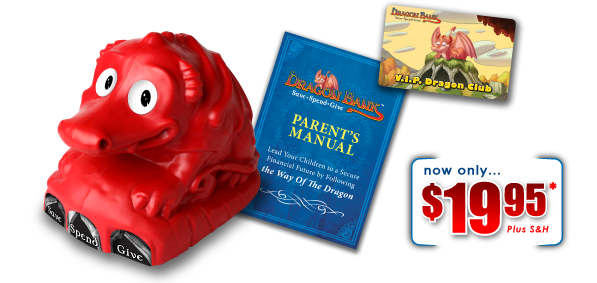 Save
Spend
Give
DRAGON BANK™
Save•Spend•Give
PARENT'S
MANUAL
Lead Your Children to a Secure
Financial Future by Following
the Way Of The Dragon
DRAGON BANK
V.I.P. Dragon Club
now only...
$19.95*
Plus S&H